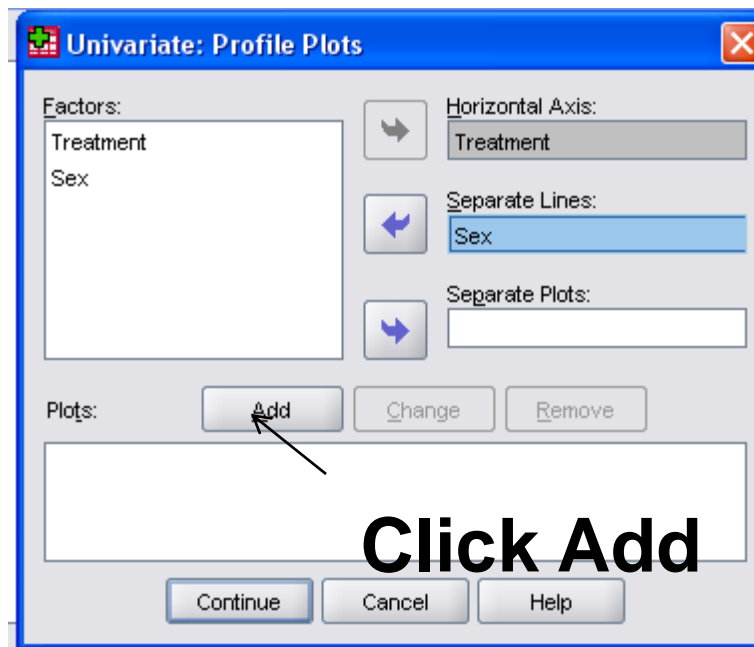 Univariate: Profile Plots
Factors:
Treatment
Sex
Horizontal Axis:
Treatment
Separate Lines:
Sex
Separate Plots:
Plots:
Add
Change
Remove
Click Add
Continue
Cancel
Help